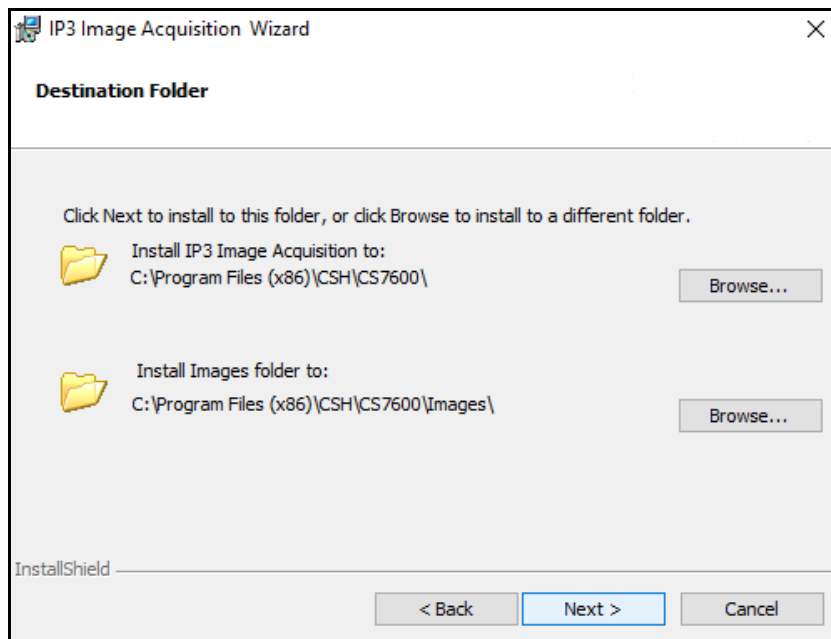 IP3 Image Acquisition Wizard
Destination Folder
Click Next to install to this folder, or click Browse to install to a different folder.
Install IP3 Image Acquisition to:
C:\Program Files (x86)\CSH\CS7600\
Browse...
Install Images folder to:
C:\Program Files (x86)\CSH\CS7600\Images\
Browse...
InstallShield
< Back
Next >
Cancel